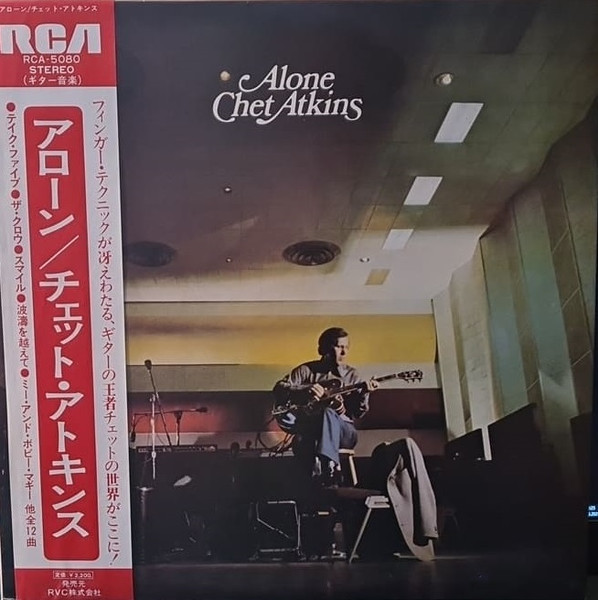 アローン/チェット・アトキンス
RCA
RCA-5080
STEREO
(ギター音楽)
フィンガー・テクニックが冴えわたる、ギターの王者チェットの世界がここに!
アローン/チェット・アトキンス
●テイク・ファイブ●ザ・クロウ●スマイル●波濤を越えて●ミー・アンド・ボビー・マギー 他全12曲
定価 ¥2,200.
発売元
RVC株式会社
Alone
Chet Atkins